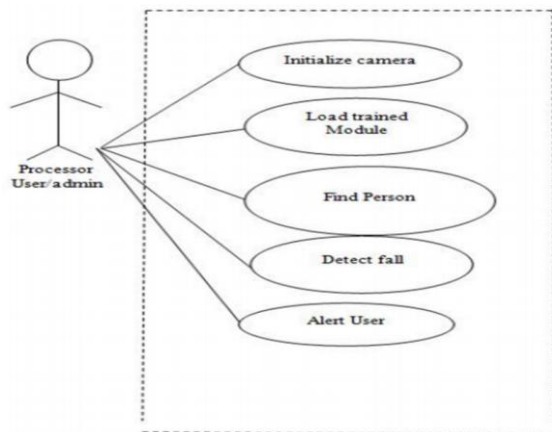 Initialize camera
Load trained
Module
Processor
User/admin
Find Person
Detect fall
Alert User